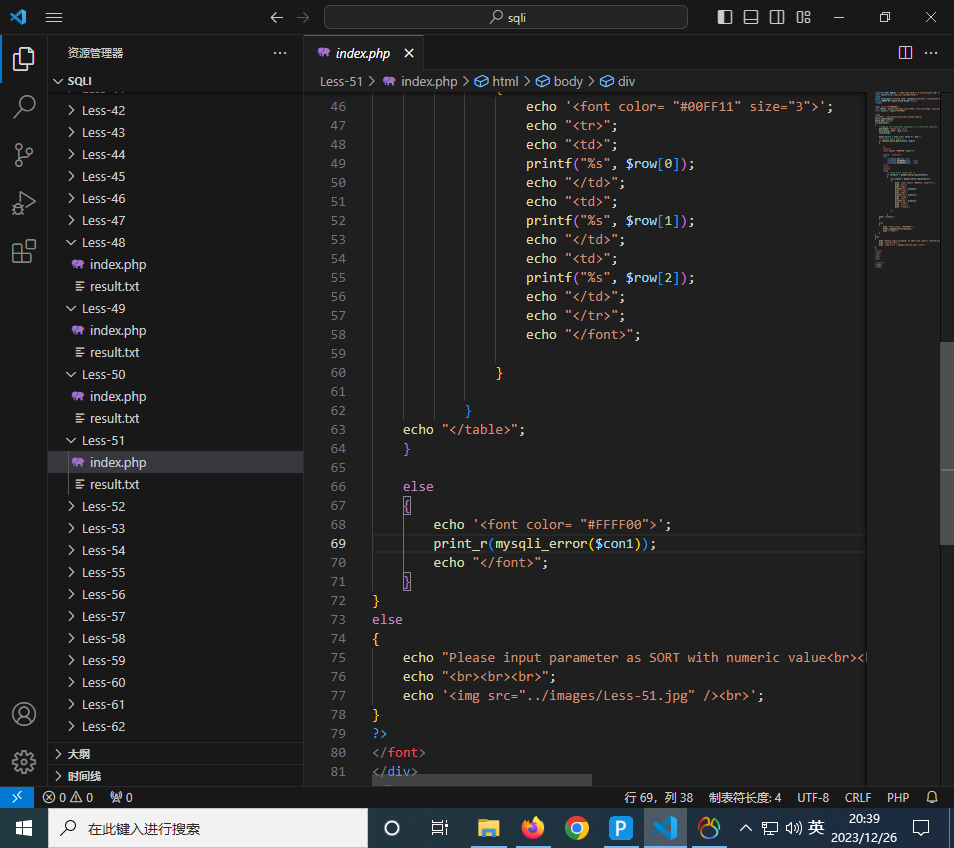 sqli
资源管理器
index.php
SQLI
Less-51
index.php
html
body
div
Less-42
Less-43
Less-44
Less-45
Less-46
Less-47
Less-48
index.php
result.txt
Less-49
index.php
result.txt
Less-50
index.php
result.txt
Less-51
index.php
result.txt
Less-52
Less-53
Less-54
Less-55
Less-56
Less-57
Less-58
Less-59
Less-60
Less-61
Less-62
大纲
时间线
46 echo '<font color= "#00FF11" size="3">';
47 echo "<tr>";
48 echo "<td>";
49 printf("%s", $row[0]);
50 echo "</td>";
51 echo "<td>";
52 printf("%s", $row[1]);
53 echo "</td>";
54 echo "<td>";
55 printf("%s", $row[2]);
56 echo "</td>";
57 echo "</tr>";
58 echo "</font>";
59
60 }
61
62 }
63 echo "</table>";
64 }
65
66 else
67 {
68 echo '<font color= "#FFFF00">';
69 print_r(mysqli_error($con1));
70 echo "</font>";
71 }
72 }
73 else
74 {
75 echo "Please input parameter as SORT with numeric value<br><
76 echo "<br><br><br>";
77 echo '<img src="../images/Less-51.jpg" /><br>';
78 }
79 ?>
80 </font>
81 </div>
0 0 0
行 69，列 38
制表符长度: 4
UTF-8
CRLF
PHP
在此键入进行搜索
英
20:39
2023/12/26